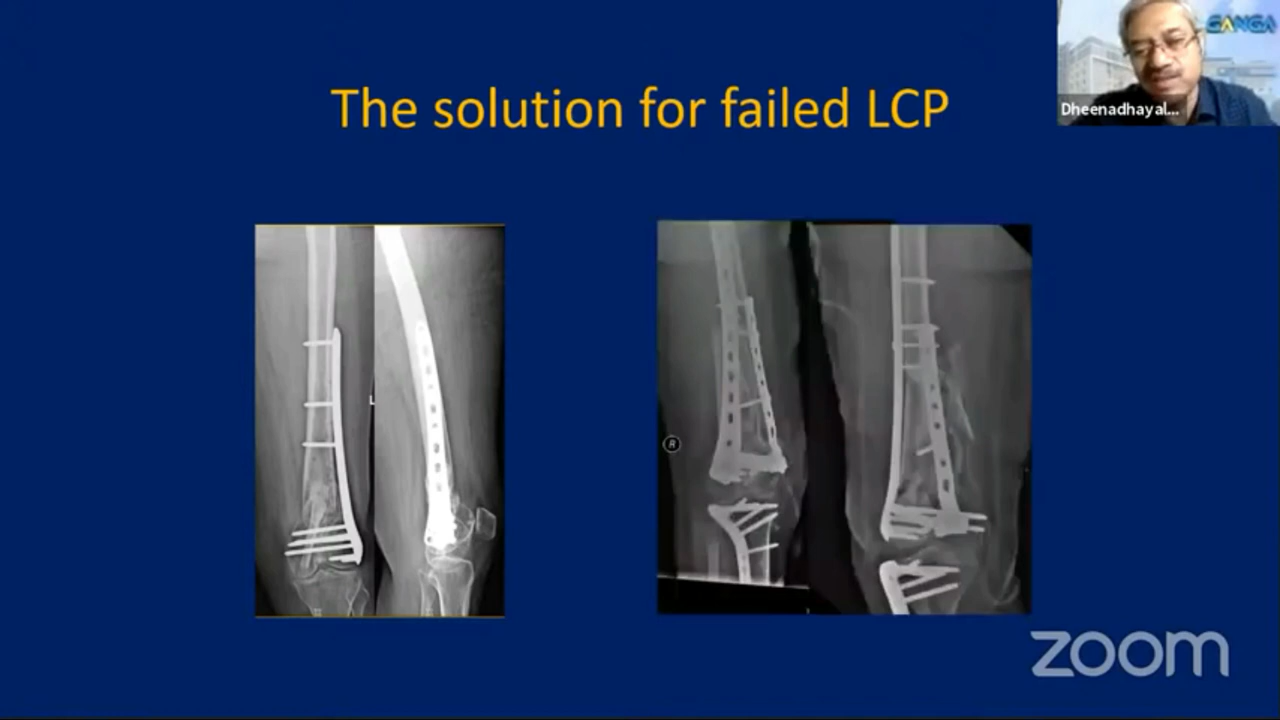 GANGA
Dheenadhayal...
The solution for failed LCP
L
R
zoom